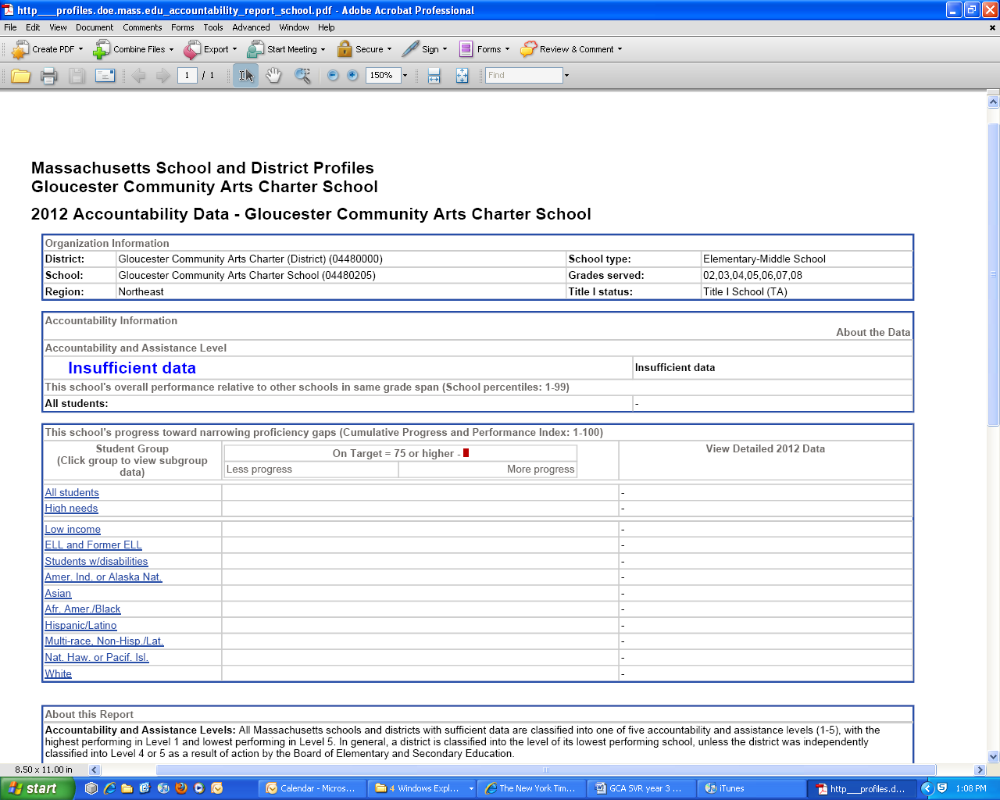 http___profiles.doe.mass.edu_accountability_report_school.pdf - Adobe Acrobat Professional
File Edit View Document Comments Forms Tools Advanced Window Help
Create PDF Combine Files Export Start Meeting Secure Sign Forms Review & Comment
1 / 1 150% Find
Massachusetts School and District Profiles
Gloucester Community Arts Charter School
2012 Accountability Data - Gloucester Community Arts Charter School
Organization Information
District: Gloucester Community Arts Charter (District) (04480000) School type: Elementary-Middle School
School: Gloucester Community Arts Charter School (04480205) Grades served: 02,03,04,05,06,07,08
Region: Northeast Title I status: Title I School (TA)
Accountability Information
About the Data
Accountability and Assistance Level
Insufficient data Insufficient data
This school's overall performance relative to other schools in same grade span (School percentiles: 1-99)
All students: -
This school's progress toward narrowing proficiency gaps (Cumulative Progress and Performance Index: 1-100)
Student Group
(Click group to view subgroup
data)
On Target = 75 or higher -
Less progress More progress
View Detailed 2012 Data
All students -
High needs -
Low income -
ELL and Former ELL -
Students w/disabilities -
Amer. Ind. or Alaska Nat. -
Asian -
Afr. Amer./Black -
Hispanic/Latino -
Multi-race, Non-Hisp./Lat. -
Nat. Haw. or Pacif. Isl. -
White -
About this Report
Accountability and Assistance Levels: All Massachusetts schools and districts with sufficient data are classified into one of five accountability and assistance levels (1-5), with the
highest performing in Level 1 and lowest performing in Level 5. In general, a district is classified into the level of its lowest performing school, unless the district was independently
classified into Level 4 or 5 as a result of action by the Board of Elementary and Secondary Education.
8.50 x 11.00 in
start Calendar - Micros... 4 Windows Expl... The New York Tim... GCA SVR year 3 ... iTunes http___profiles.d... 1:08 PM